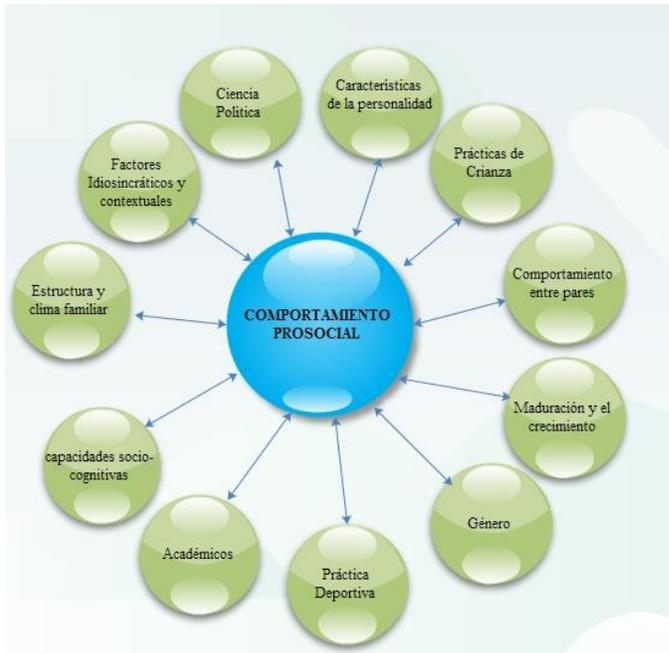 Ciencia
Política
Características
de la personalidad
Prácticas de
Crianza
Comportamiento
entre pares
Maduración y el
crecimiento
Género
Práctica
Deportiva
Académicos
capacidades socio-
cognitivas
Estructura y
clima familiar
Factores
Idiosincráticos y
contextuales
COMPORTAMIENTO
PROSOCIAL